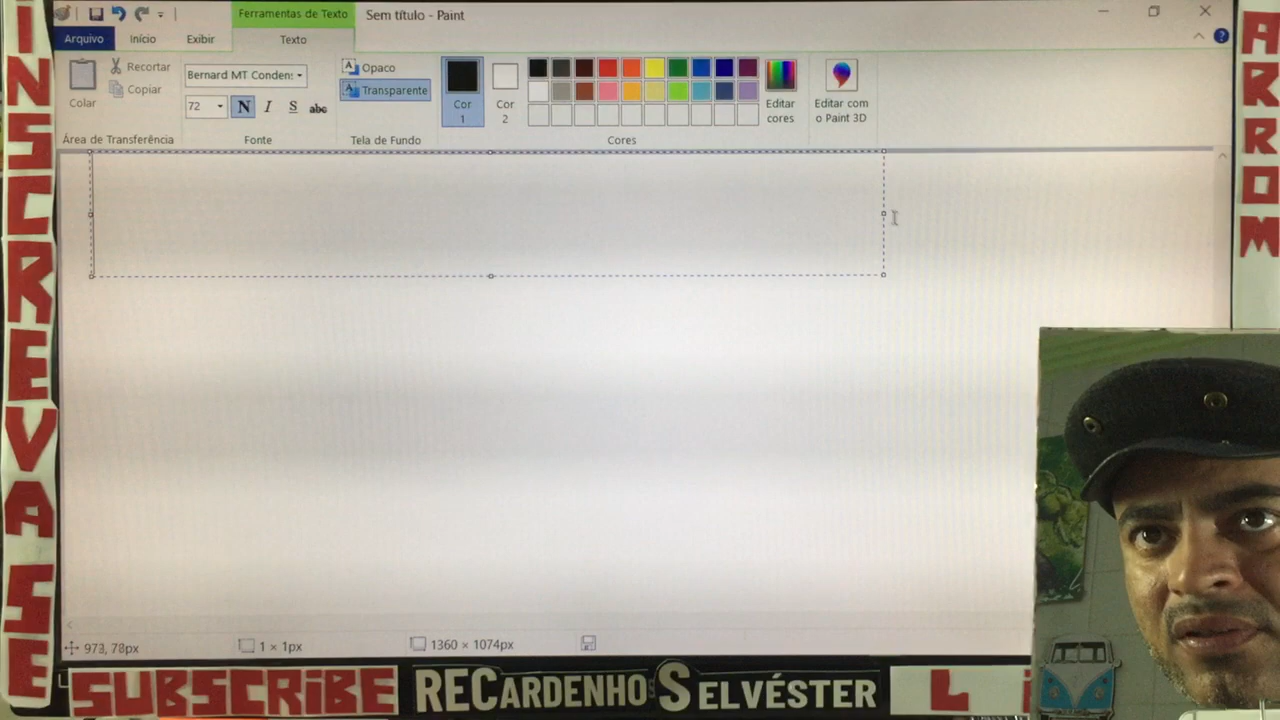 Ferramentas de Texto
Sem título - Paint
Arquivo
Início
Exibir
Texto
Colar
Recortar
Copiar
Área de Transferência
Bernard MT Condens
72
N I S abc
Fonte
Opaco
Transparente
Tela de Fundo
Cor
1
Cor
2
Cores
Editar
cores
Editar com
o Paint 3D
973, 78px
1 × 1px
1360 × 1074px
INSCREVA SE
ARROM
SUBSCRiBE
RECARDENHO SELVÉSTER
L